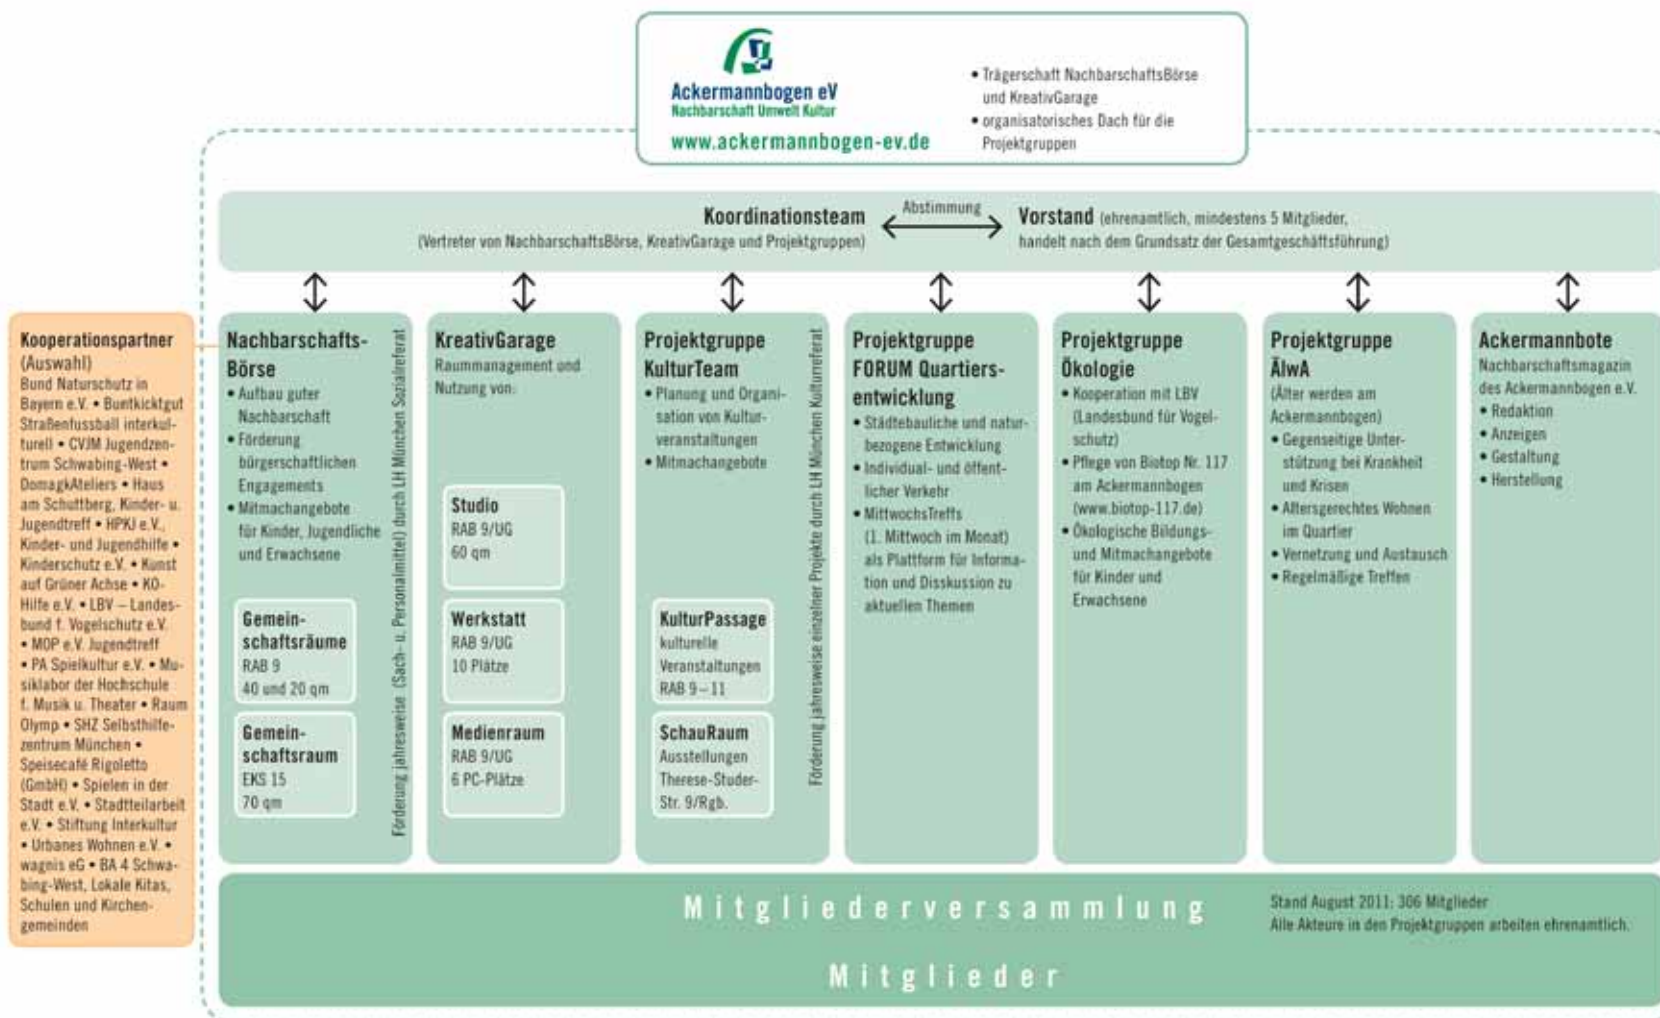 Ackermannbogen eV
Nachbarschaft Umwelt Kultur
www.ackermannbogen-ev.de
• Trägerschaft NachbarschaftsBörse
und KreativGarage
• organisatorisches Dach für die
Projektgruppen
Koordinationsteam
(Vertreter von NachbarschaftsBörse, KreativGarage und Projektgruppen)
Abstimmung
Vorstand (ehrenamtlich, mindestens 5 Mitglieder,
handelt nach dem Grundsatz der Gesamtgeschäftsführung)
Kooperationspartner
(Auswahl)
Bund Naturschutz in
Bayern e.V. • Buntkicktgut
Straßenfussball interkul-
turell • CVJM Jugendzen-
trum Schwabing-West •
DomagkAteliers • Haus
am Schuttberg, Kinder- u.
Jugendtreff • HPKJ e.V.,
Kinder- und Jugendhilfe •
Kinderschutz e.V. • Kunst
auf Grüner Achse • KO-
Hilfe e.V. • LBV – Landes-
bund f. Vogelschutz e.V.
• MOP e.V. Jugendtreff
• PA Spielkultur e.V. • Mu-
siklabor der Hochschule
f. Musik u. Theater • Raum
Olymp • SHZ Selbsthilfe-
zentrum München •
Speisecafé Rigoletto
(GmbH) • Spielen in der
Stadt e.V. • Stadtteilarbeit
e.V. • Stiftung Interkultur
• Urbanes Wohnen e.V. •
wagnis eG • BA 4 Schwa-
bing-West, Lokale Kitas,
Schulen und Kirchen-
gemeinden
Nachbarschafts-
Börse
• Aufbau guter
Nachbarschaft
• Förderung
bürgerschaftlichen
Engagements
• Mitmachangebote
für Kinder, Jugendliche
und Erwachsene
Gemein-
schaftsräume
RAB 9
40 und 20 qm
Gemein-
schaftsraum
EKS 15
70 qm
Förderung jahresweise (Sach- u. Personalmittel) durch LH München Sozialreferat
KreativGarage
Raummanagement und
Nutzung von:
Studio
RAB 9/UG
60 qm
Werkstatt
RAB 9/UG
10 Plätze
Medienraum
RAB 9/UG
6 PC-Plätze
Projektgruppe
KulturTeam
• Planung und Organi-
sation von Kultur-
veranstaltungen
• Mitmachangebote
KulturPassage
kulturelle
Veranstaltungen
RAB 9 – 11
SchauRaum
Ausstellungen
Therese-Studer-
Str. 9/Rgb.
Förderung jahresweise einzelner Projekte durch LH München Kulturreferat
Projektgruppe
FORUM Quartiers-
entwicklung
• Städtebauliche und natur-
bezogene Entwicklung
• Individual- und öffent-
licher Verkehr
• MittwochsTreffs
(1. Mittwoch im Monat)
als Plattform für Informa-
tion und Disskussion zu
aktuellen Themen
Projektgruppe
Ökologie
• Kooperation mit LBV
(Landesbund für Vogel-
schutz)
• Pflege von Biotop Nr. 117
am Ackermannbogen
(www.biotop-117.de)
• Ökologische Bildungs-
und Mitmachangebote
für Kinder und
Erwachsene
Projektgruppe
ÄlwA
(Älter werden am
Ackermannbogen)
• Gegenseitige Unter-
stützung bei Krankheit
und Krisen
• Altersgerechtes Wohnen
im Quartier
• Vernetzung und Austausch
• Regelmäßige Treffen
Ackermannbote
Nachbarschaftsmagazin
des Ackermannbogen e.V.
• Redaktion
• Anzeigen
• Gestaltung
• Herstellung
Mitgliederversammlung
Stand August 2011: 306 Mitglieder
Alle Akteure in den Projektgruppen arbeiten ehrenamtlich.
Mitglieder